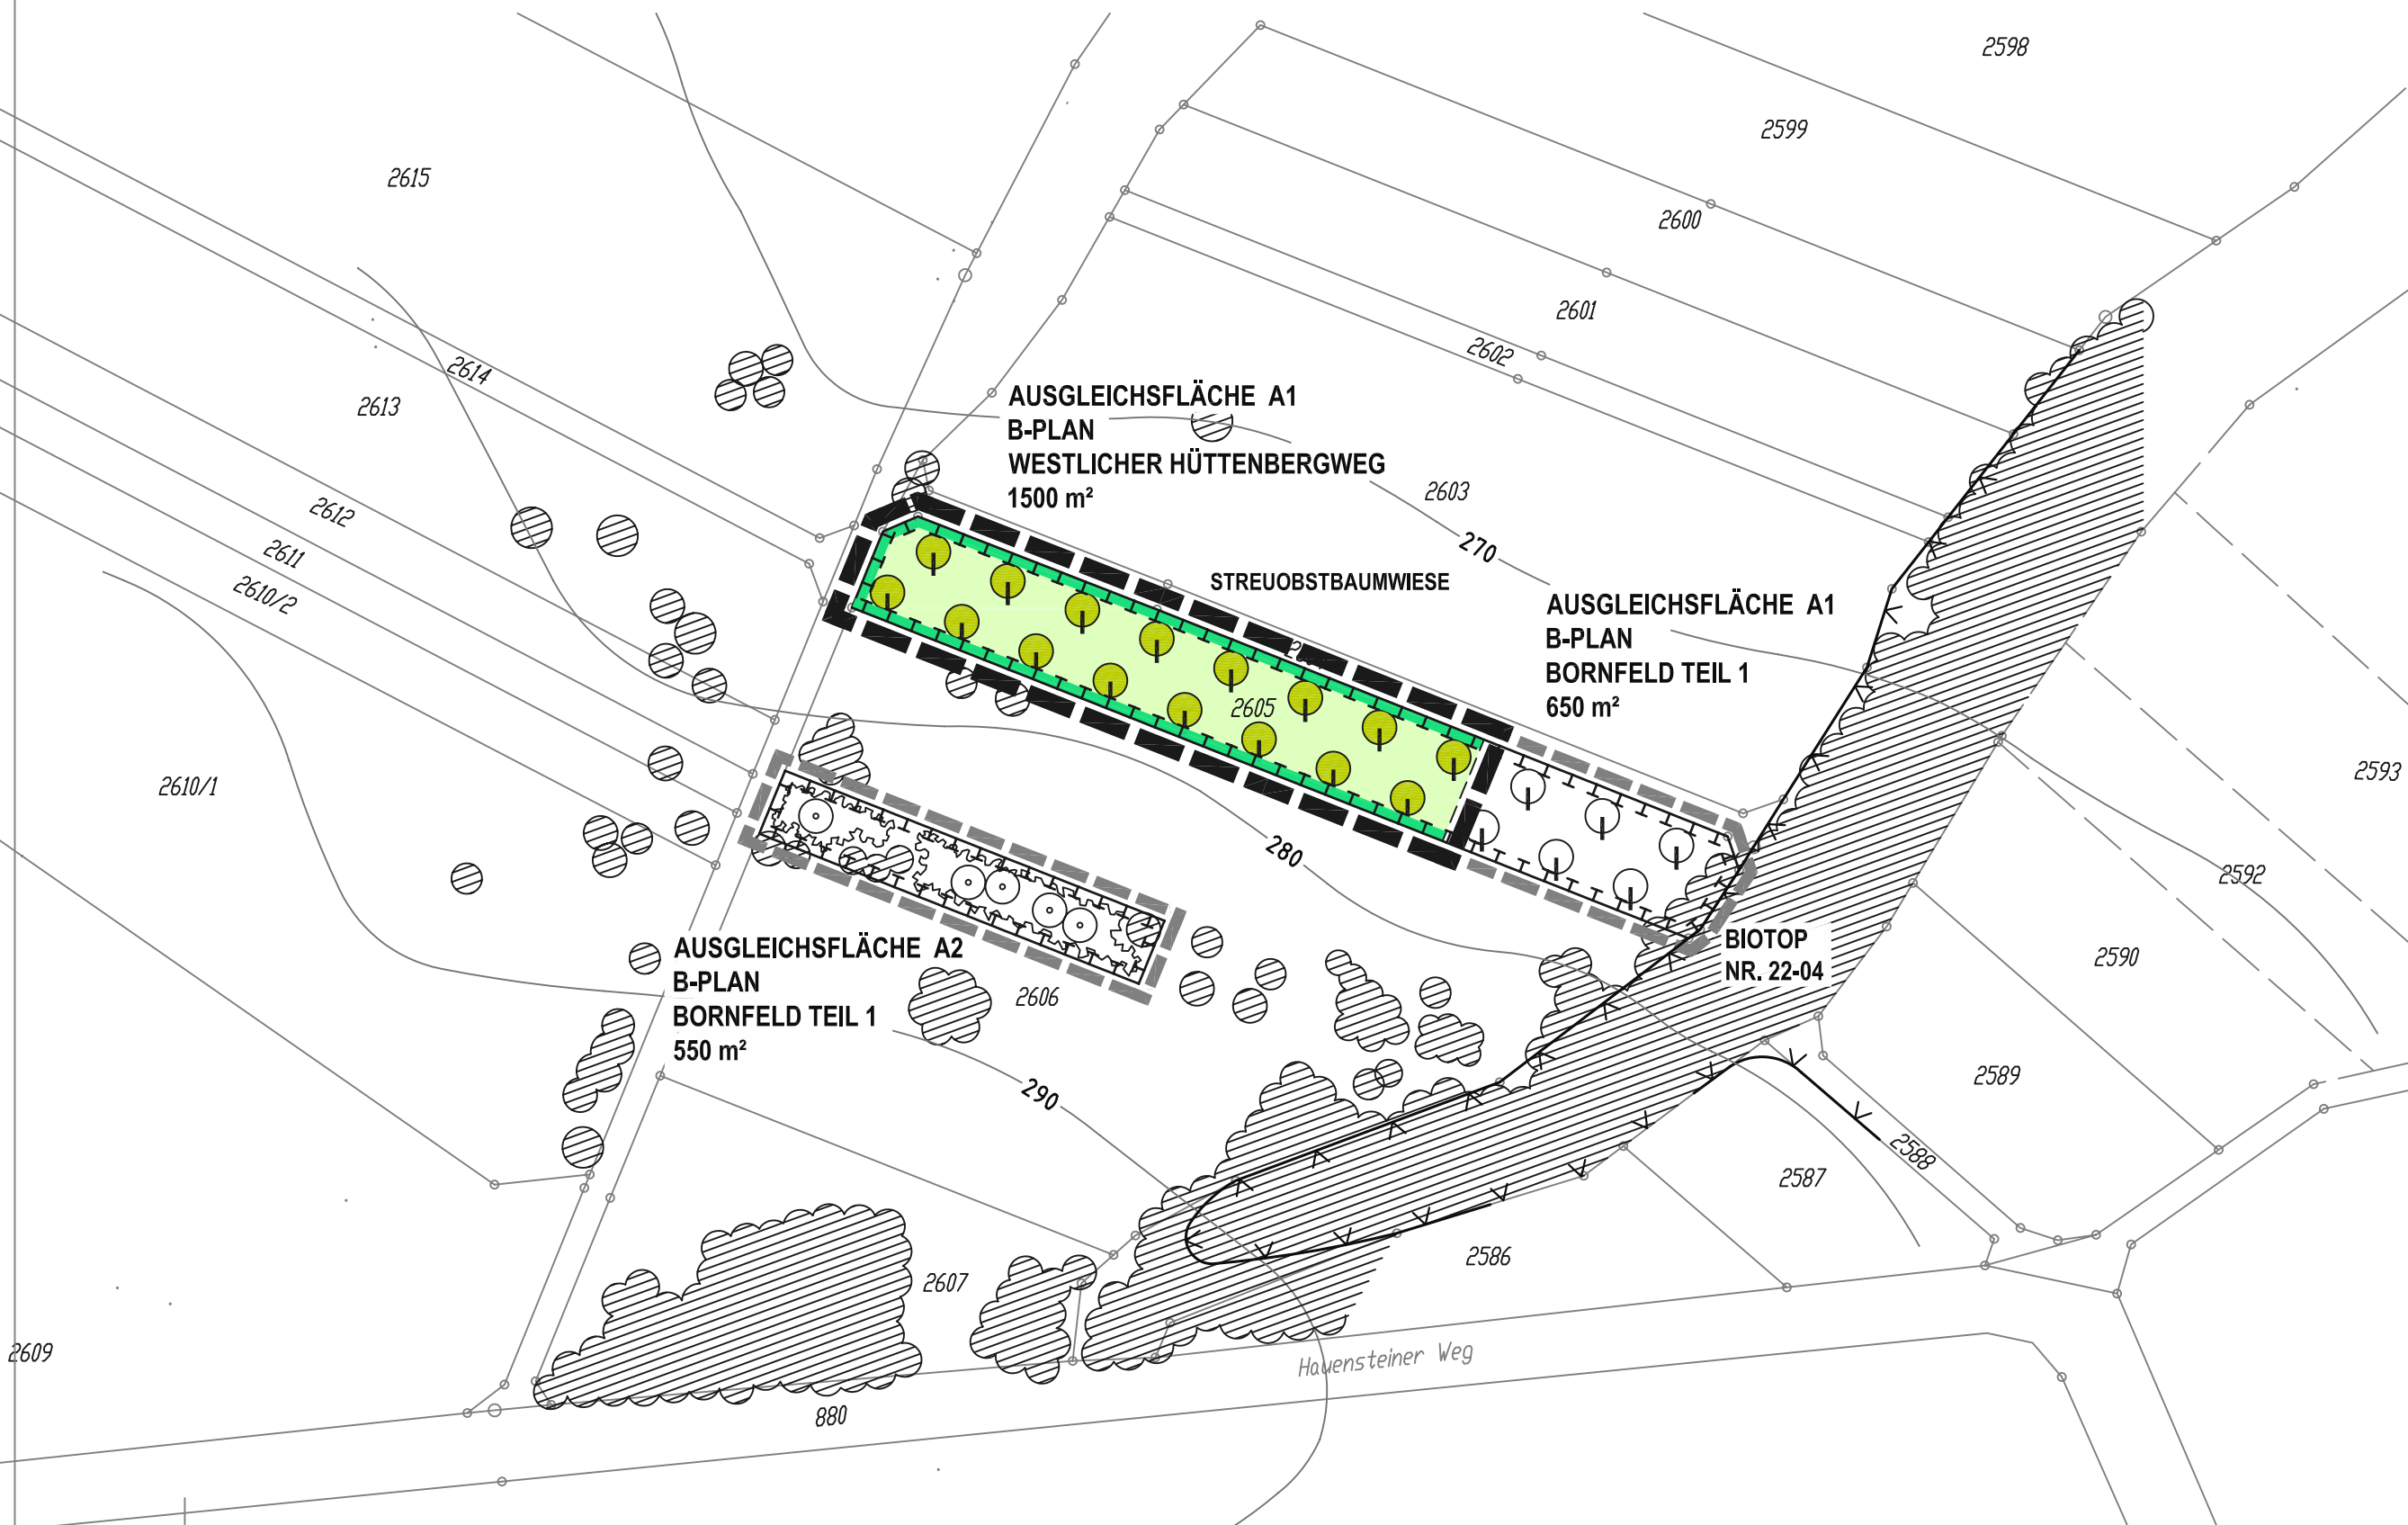 2598
2599
2615
2600
2601
2602
2614
2613
AUSGLEICHSFLÄCHE A1
B-PLAN
WESTLICHER HÜTTENBERGWEG
1500 m²
2603
2612
270
2611
STREUOBSTBAUMWIESE
2610/2
AUSGLEICHSFLÄCHE A1
B-PLAN
BORNFELD TEIL 1
650 m²
2605
2593
2610/1
280
2592
BIOTOP
NR. 22-04
AUSGLEICHSFLÄCHE A2
B-PLAN
BORNFELD TEIL 1
550 m²
2590
2606
2589
290
2588
2587
2586
2607
2609
Hauensteiner Weg
880